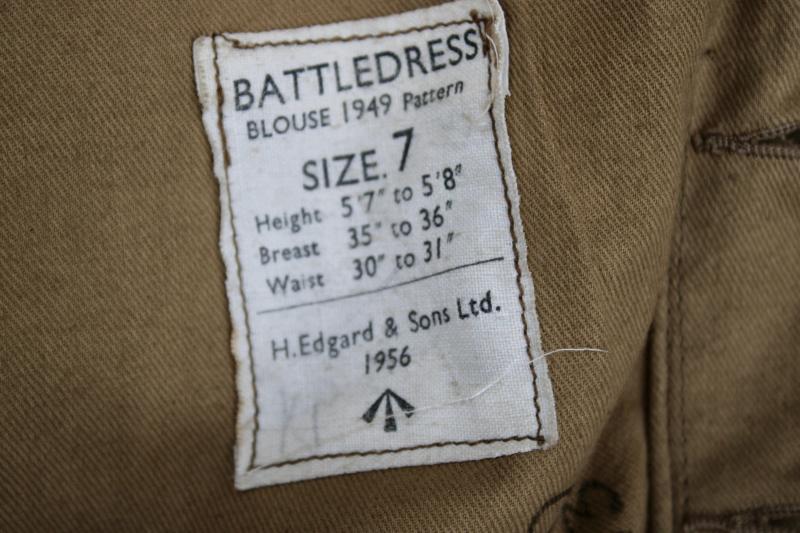 BATTLEDRESS
BLOUSE 1949 Pattern
SIZE. 7
Height 5'7" to 5'8"
Breast 35" to 36"
Waist 30" to 31"
H. Edgard & Sons Ltd.
1956